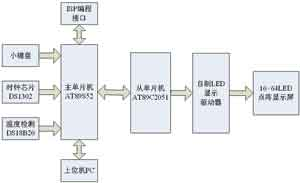 ISP编程
接口
小键盘
时钟芯片
DS1302
温度检测
DS18B20
主单片机
AT89S52
上位机PC
从单片机
AT89C2051
自制LED
显示
驱动器
16*64LED
点阵显示屏